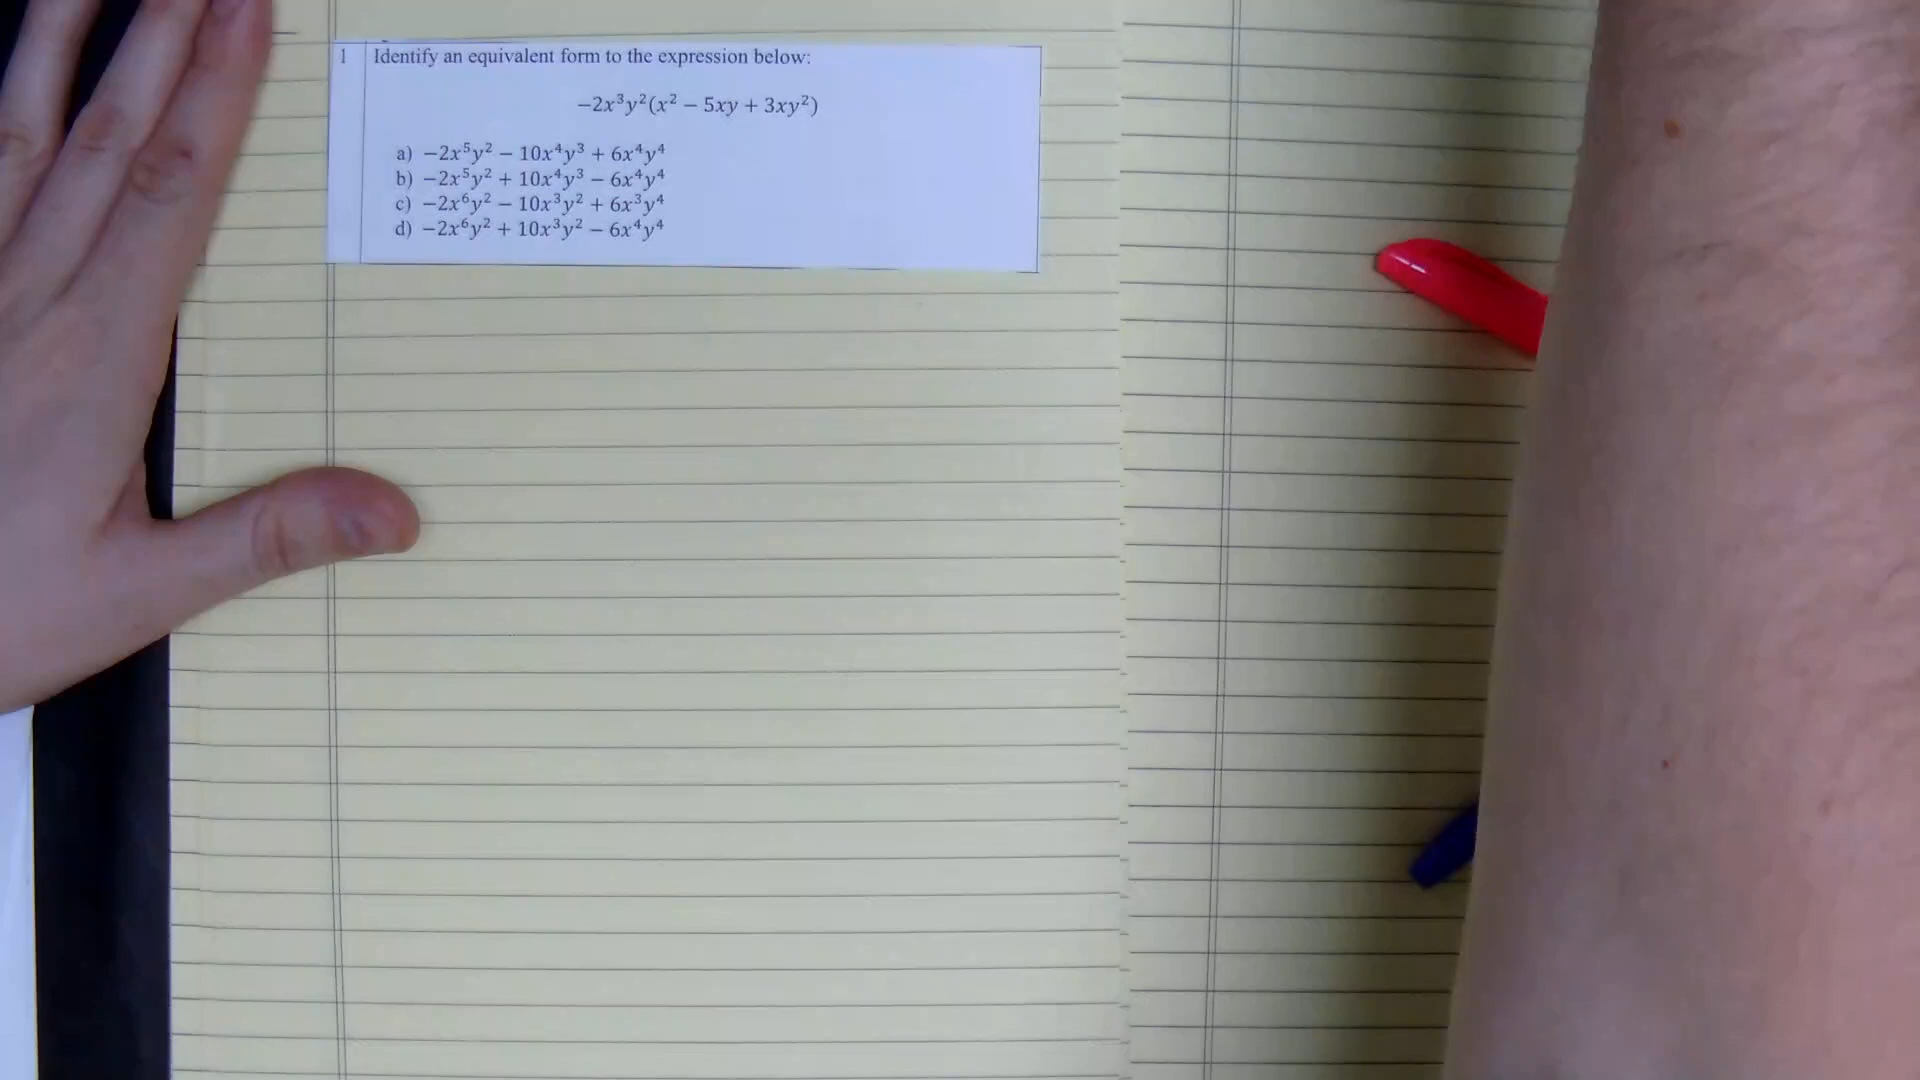 1 Identify an equivalent form to the expression below:
−2x³y²(x² − 5xy + 3xy²)
a) −2x⁵y² − 10x⁴y³ + 6x⁴y⁴
b) −2x⁵y² + 10x⁴y³ − 6x⁴y⁴
c) −2x⁶y² − 10x³y² + 6x³y⁴
d) −2x⁶y² + 10x³y² − 6x⁴y⁴